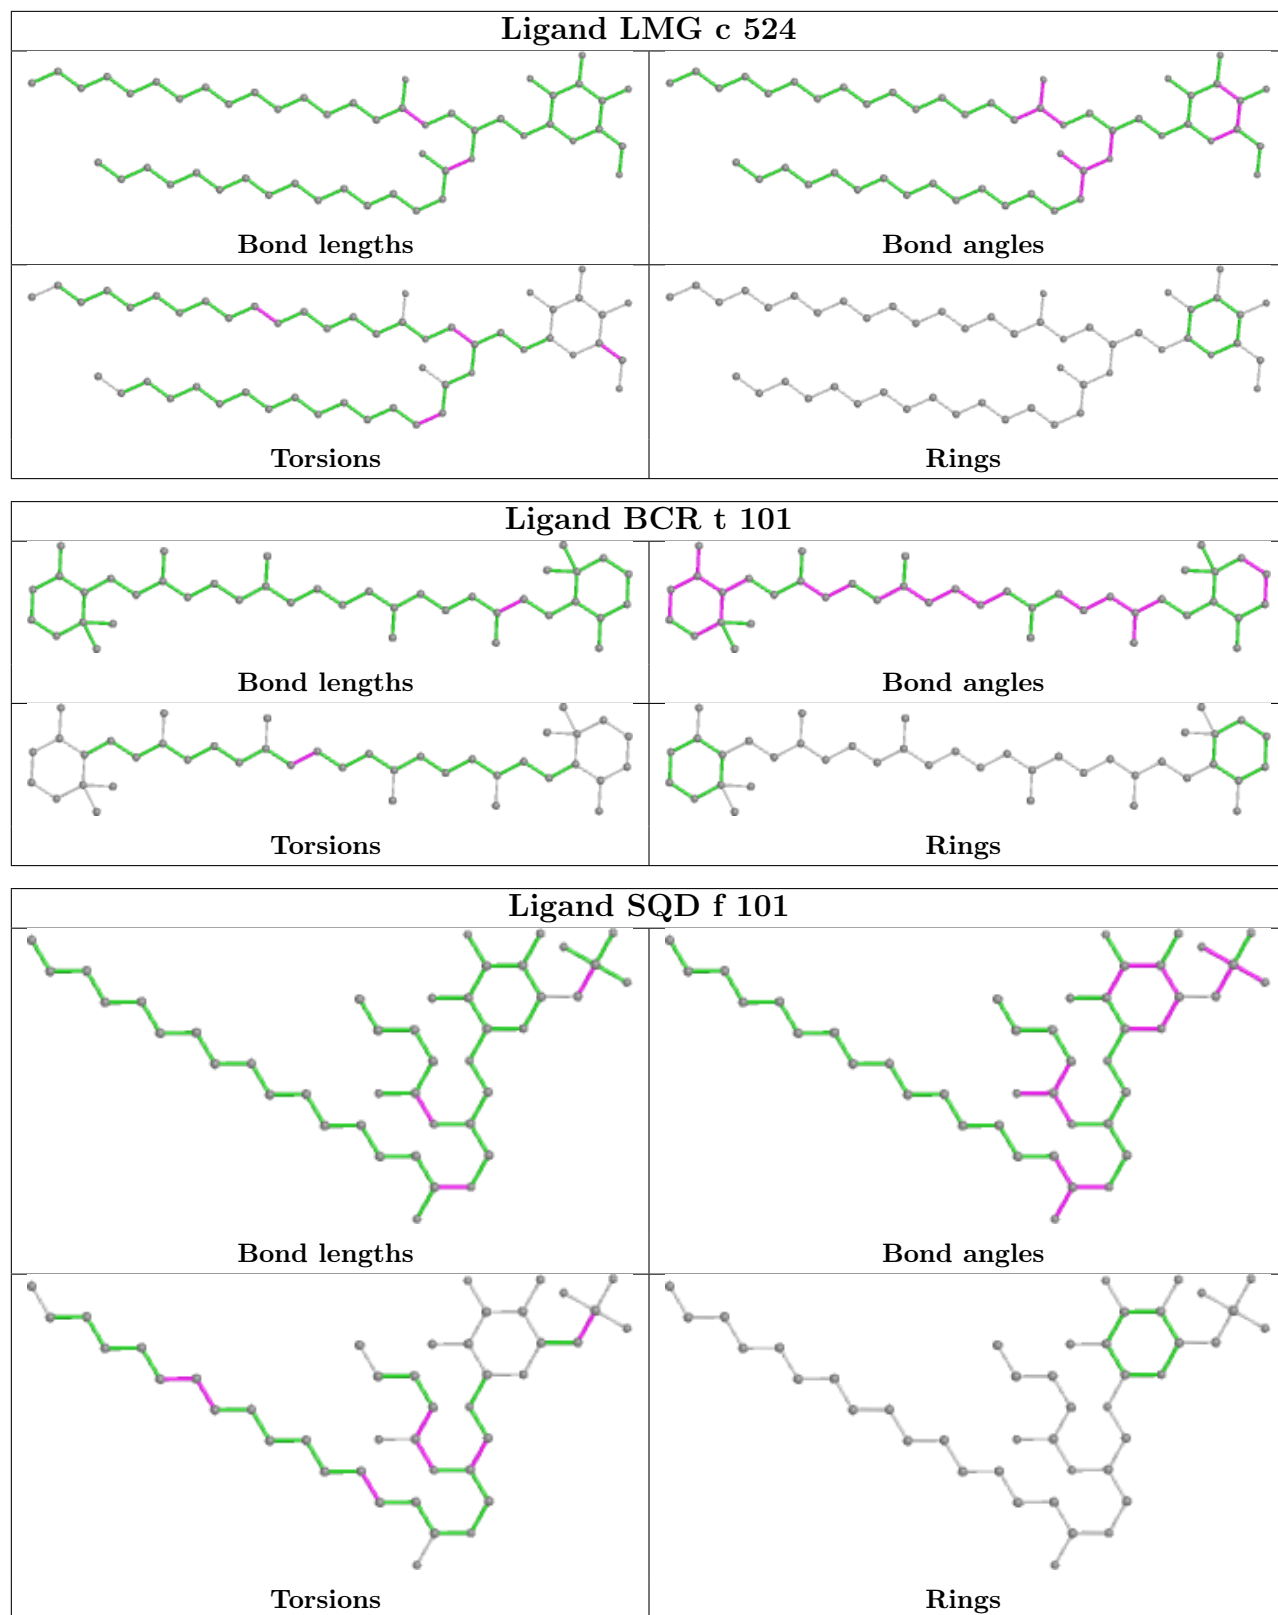 Ligand LMG c 524
Bond lengths
Bond angles
Torsions
Rings
Ligand BCR t 101
Bond lengths
Bond angles
Torsions
Rings
Ligand SQD f 101
Bond lengths
Bond angles
Torsions
Rings